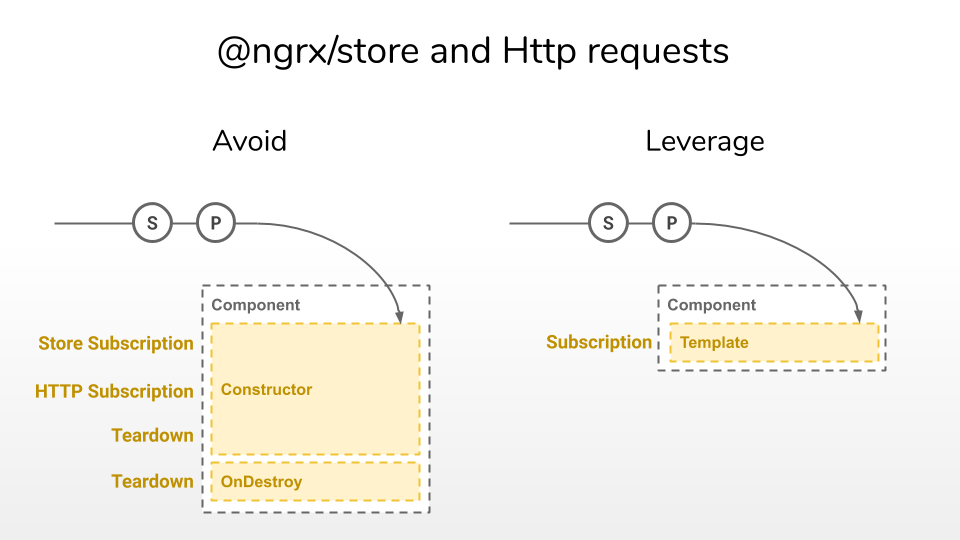 @ngrx/store and Http requests
Avoid
S
P
Component
Store Subscription
HTTP Subscription
Constructor
Teardown
Teardown
OnDestroy
Leverage
S
P
Component
Subscription
Template